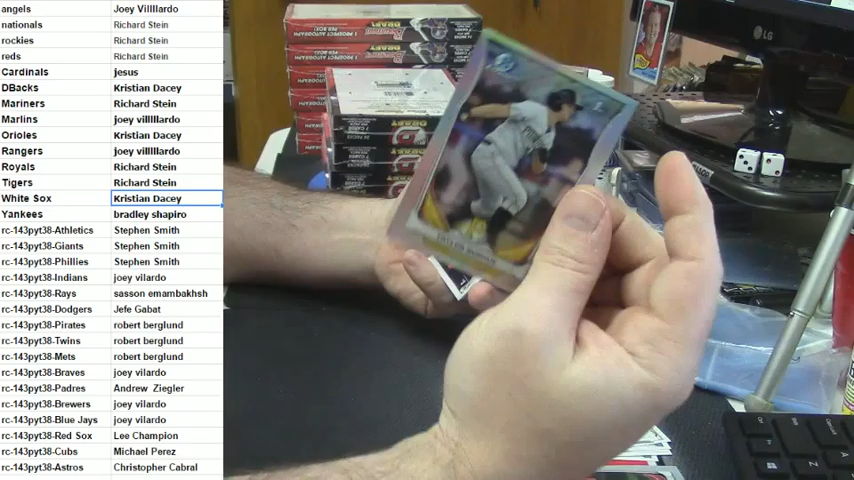 angels Joey Villllardo
nationals Richard Stein
rockies Richard Stein
reds Richard Stein
Cardinals jesus
DBacks Kristian Dacey
Mariners Richard Stein
Marlins joey villlllardo
Orioles Kristian Dacey
Rangers joey villlllardo
Royals Richard Stein
Tigers Richard Stein
White Sox Kristian Dacey
Yankees bradley shapiro
rc-143pyt38-Athletics Stephen Smith
rc-143pyt38-Giants Stephen Smith
rc-143pyt38-Phillies Stephen Smith
rc-143pyt38-Indians joey vilardo
rc-143pyt38-Rays sasson emambakhsh
rc-143pyt38-Dodgers Jefe Gabat
rc-143pyt38-Pirates robert berglund
rc-143pyt38-Twins robert berglund
rc-143pyt38-Mets robert berglund
rc-143pyt38-Braves joey vilardo
rc-143pyt38-Padres Andrew Ziegler
rc-143pyt38-Brewers joey vilardo
rc-143pyt38-Blue Jays joey vilardo
rc-143pyt38-Red Sox Lee Champion
rc-143pyt38-Cubs Michael Perez
rc-143pyt38-Astros Christopher Cabral
DRAFT
LG